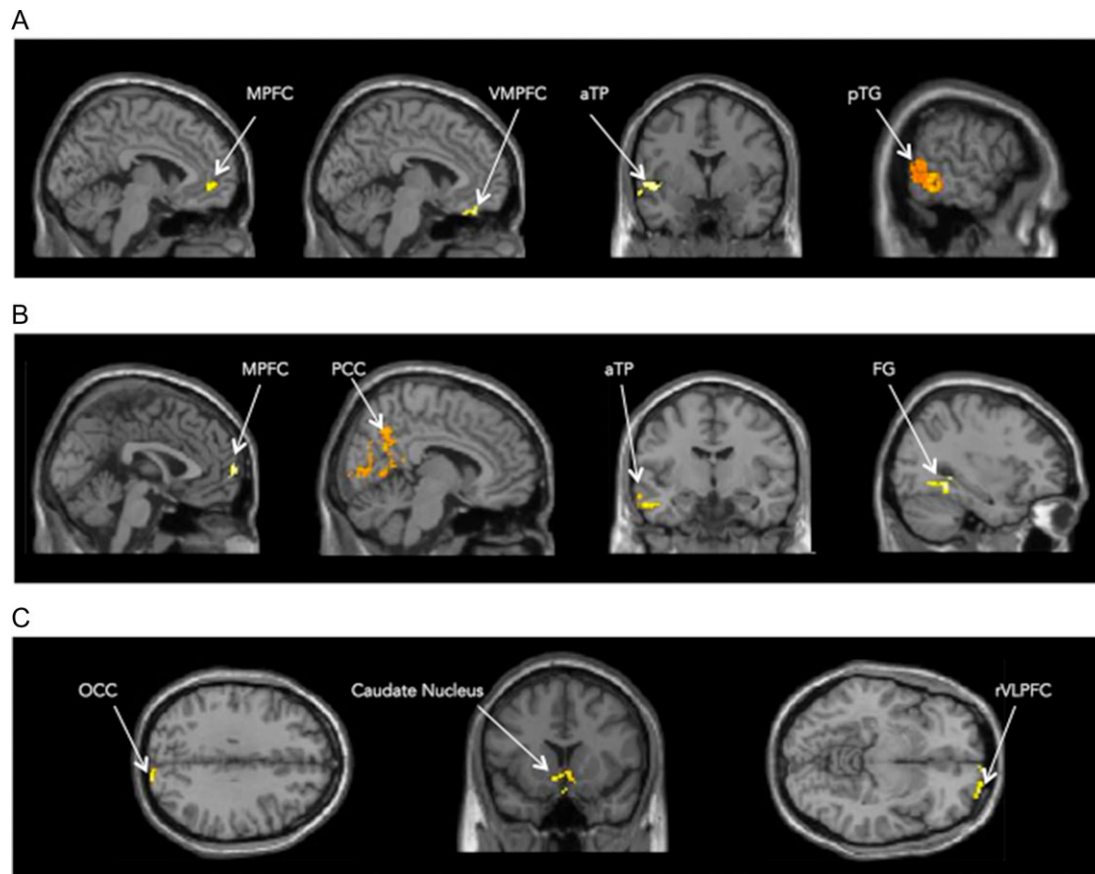 A
MPFC
VMPFC
aTP
pTG
B
MPFC
PCC
aTP
FG
C
OCC
Caudate Nucleus
rVLPFC